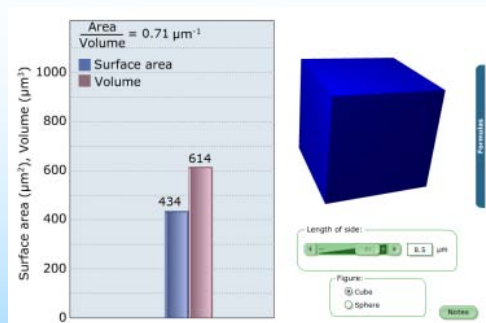 Area
Volume
= 0.71 µm⁻¹
Surface area
Volume
Surface area (µm²), Volume (µm³)
1000
800
600
400
200
0
434
614
Formulas
Length of side:
8.5 µm
Figure:
Cube
Sphere
Notes